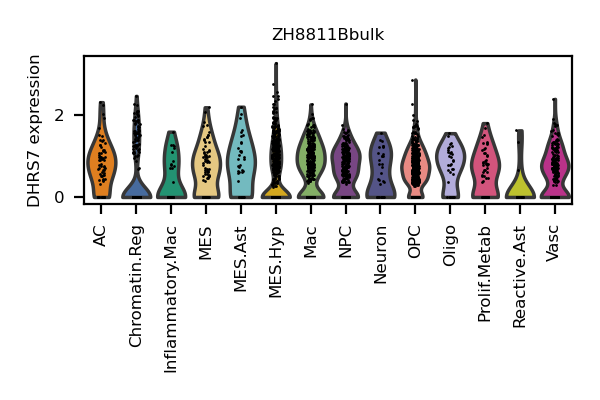 ZH8811Bbulk
DHRS7 expression
2
0
AC
Chromatin.Reg
Inflammatory.Mac
MES
MES.Ast
MES.Hyp
Mac
NPC
Neuron
OPC
Oligo
Prolif.Metab
Reactive.Ast
Vasc